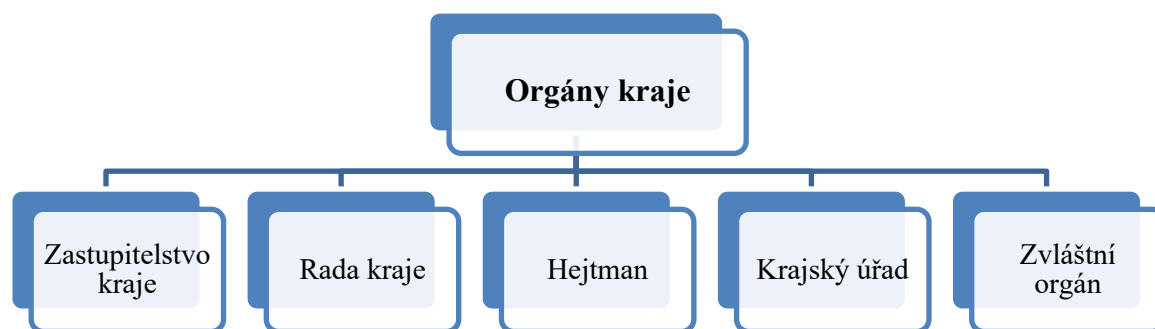 Orgány kraje
Zastupitelstvo
kraje
Rada kraje
Hejtman
Krajský úřad
Zvláštní
orgán